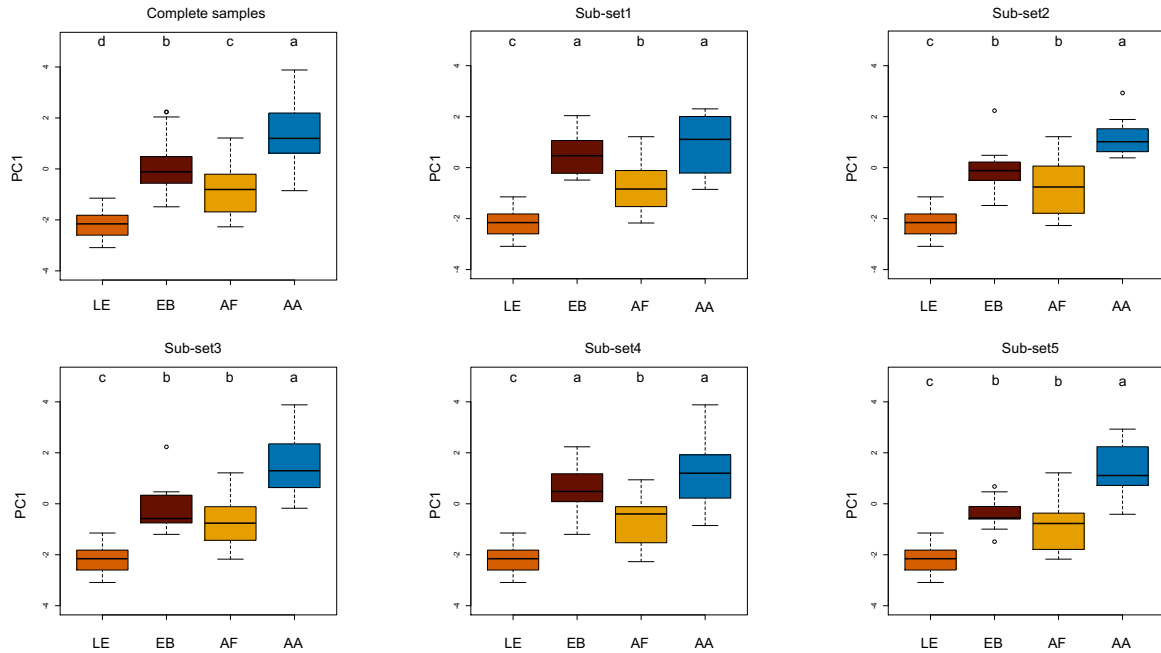 Complete samples
d b c a
PC1
4
2
0
-2
-4
LE EB AF AA
Sub-set1
c a b a
PC1
4
2
0
-2
-4
LE EB AF AA
Sub-set2
c b b a
PC1
4
2
0
-2
-4
LE EB AF AA
Sub-set3
c b b a
PC1
4
2
0
-2
-4
LE EB AF AA
Sub-set4
c a b a
PC1
4
2
0
-2
-4
LE EB AF AA
Sub-set5
c b b a
PC1
4
2
0
-2
-4
LE EB AF AA